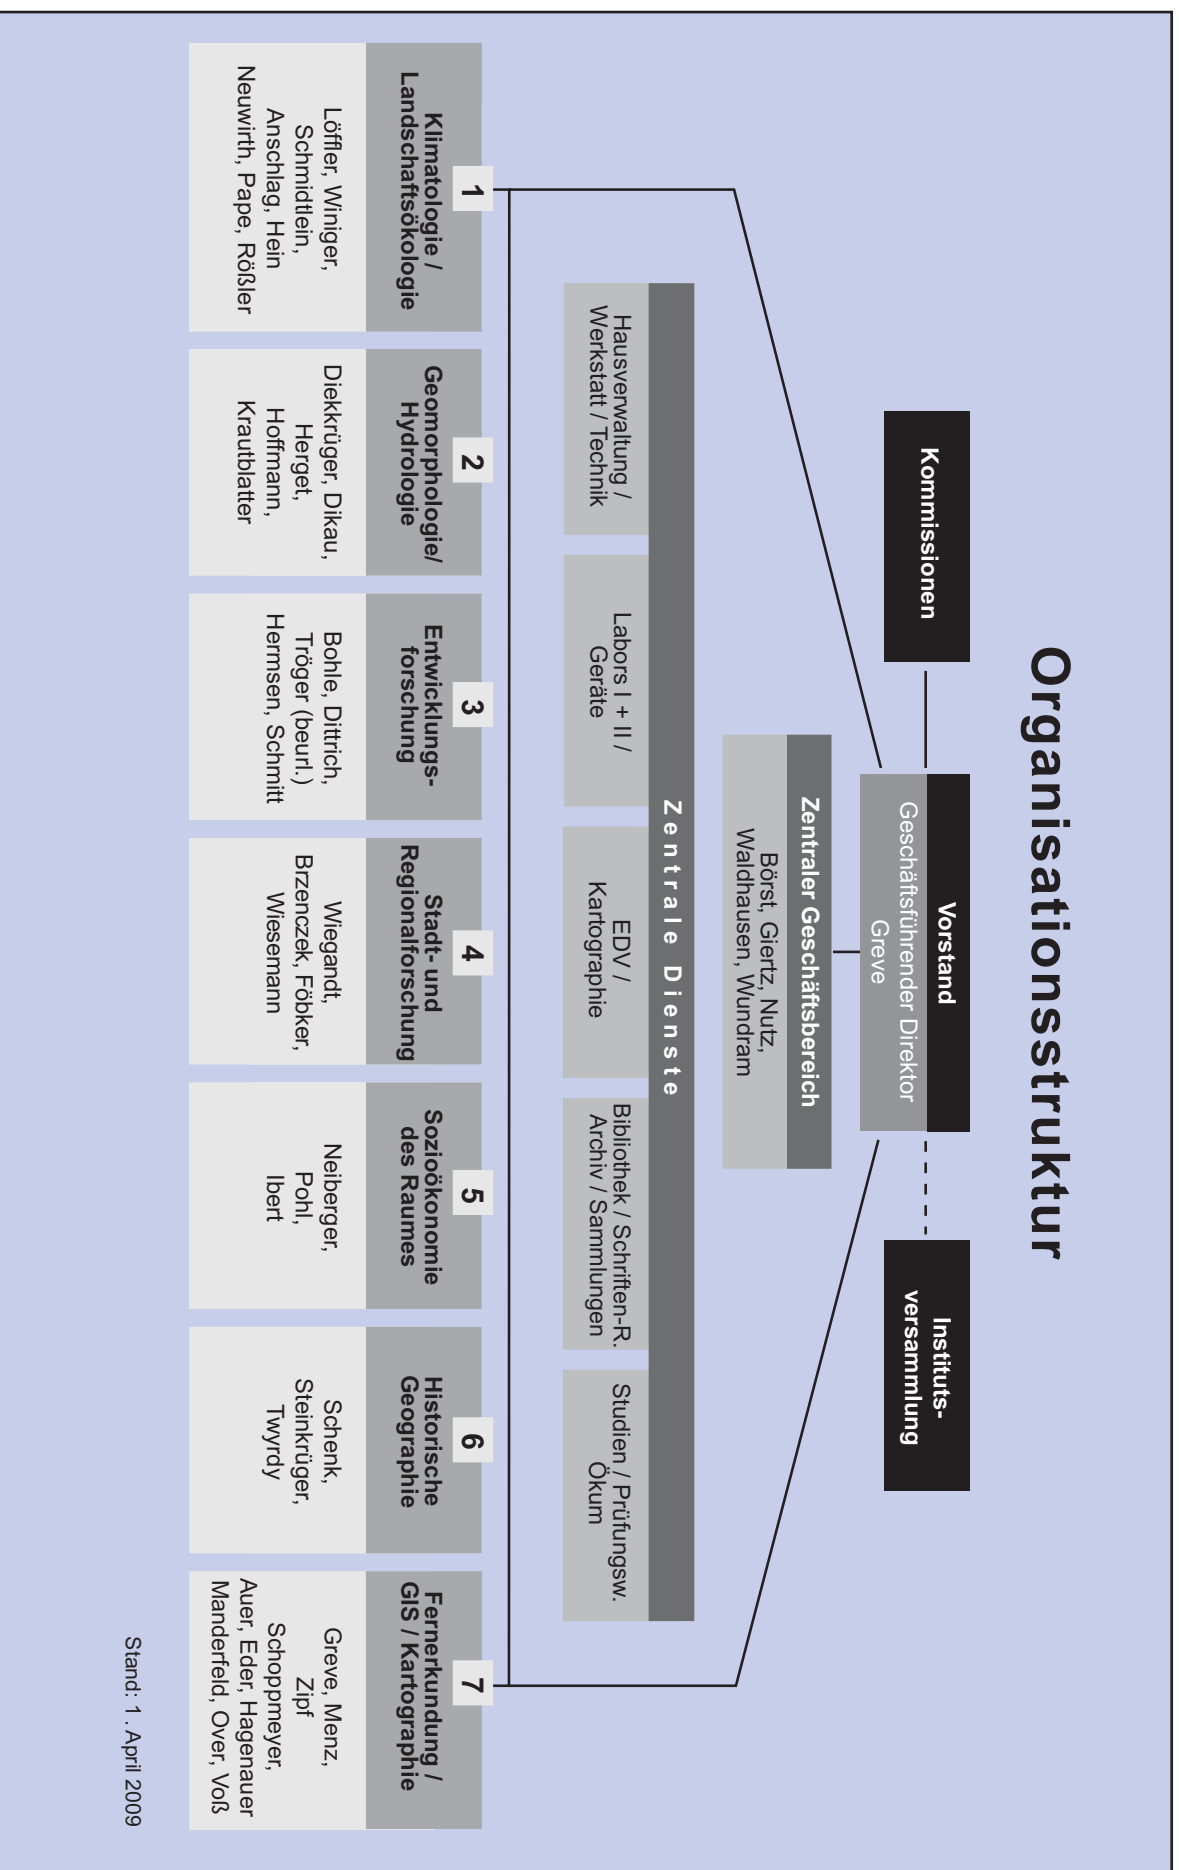 Organisationsstruktur
Kommissionen
Vorstand
Geschäftsführender Direktor
Greve
Instituts-
versammlung
Zentraler Geschäftsbereich
Börst, Giertz, Nutz,
Waldhausen, Wundram
Zentrale Dienste
Hausverwaltung /
Werkstatt / Technik
Labors I + II /
Geräte
EDV /
Kartographie
Bibliothek / Schriften-R.
Archiv / Sammlungen
Studien / Prüfungsw.
Ökum
1
Klimatologie /
Landschaftsökologie
Löffler, Winiger,
Schmidtlein,
Anschlag, Hein
Neuwirth, Pape, Rößler
2
Geomorphologie/
Hydrologie
Diekkrüger, Dikau,
Herget,
Hoffmann,
Krautblatter
3
Entwicklungs-
forschung
Bohle, Dittrich,
Tröger (beurl.)
Hermsen, Schmitt
4
Stadt- und
Regionalforschung
Wiegandt,
Brzenczek, Föbker,
Wiesemann
5
Sozioökonomie
des Raumes
Neiberger,
Pohl,
Ibert
6
Historische
Geographie
Schenk,
Steinkrüger,
Twyrdy
7
Fernerkundung /
GIS / Kartographie
Greve, Menz,
Zipf
Schoppmeyer,
Auer, Eder, Hagenauer
Manderfeld, Over, Voß
Stand: 1 . April 2009